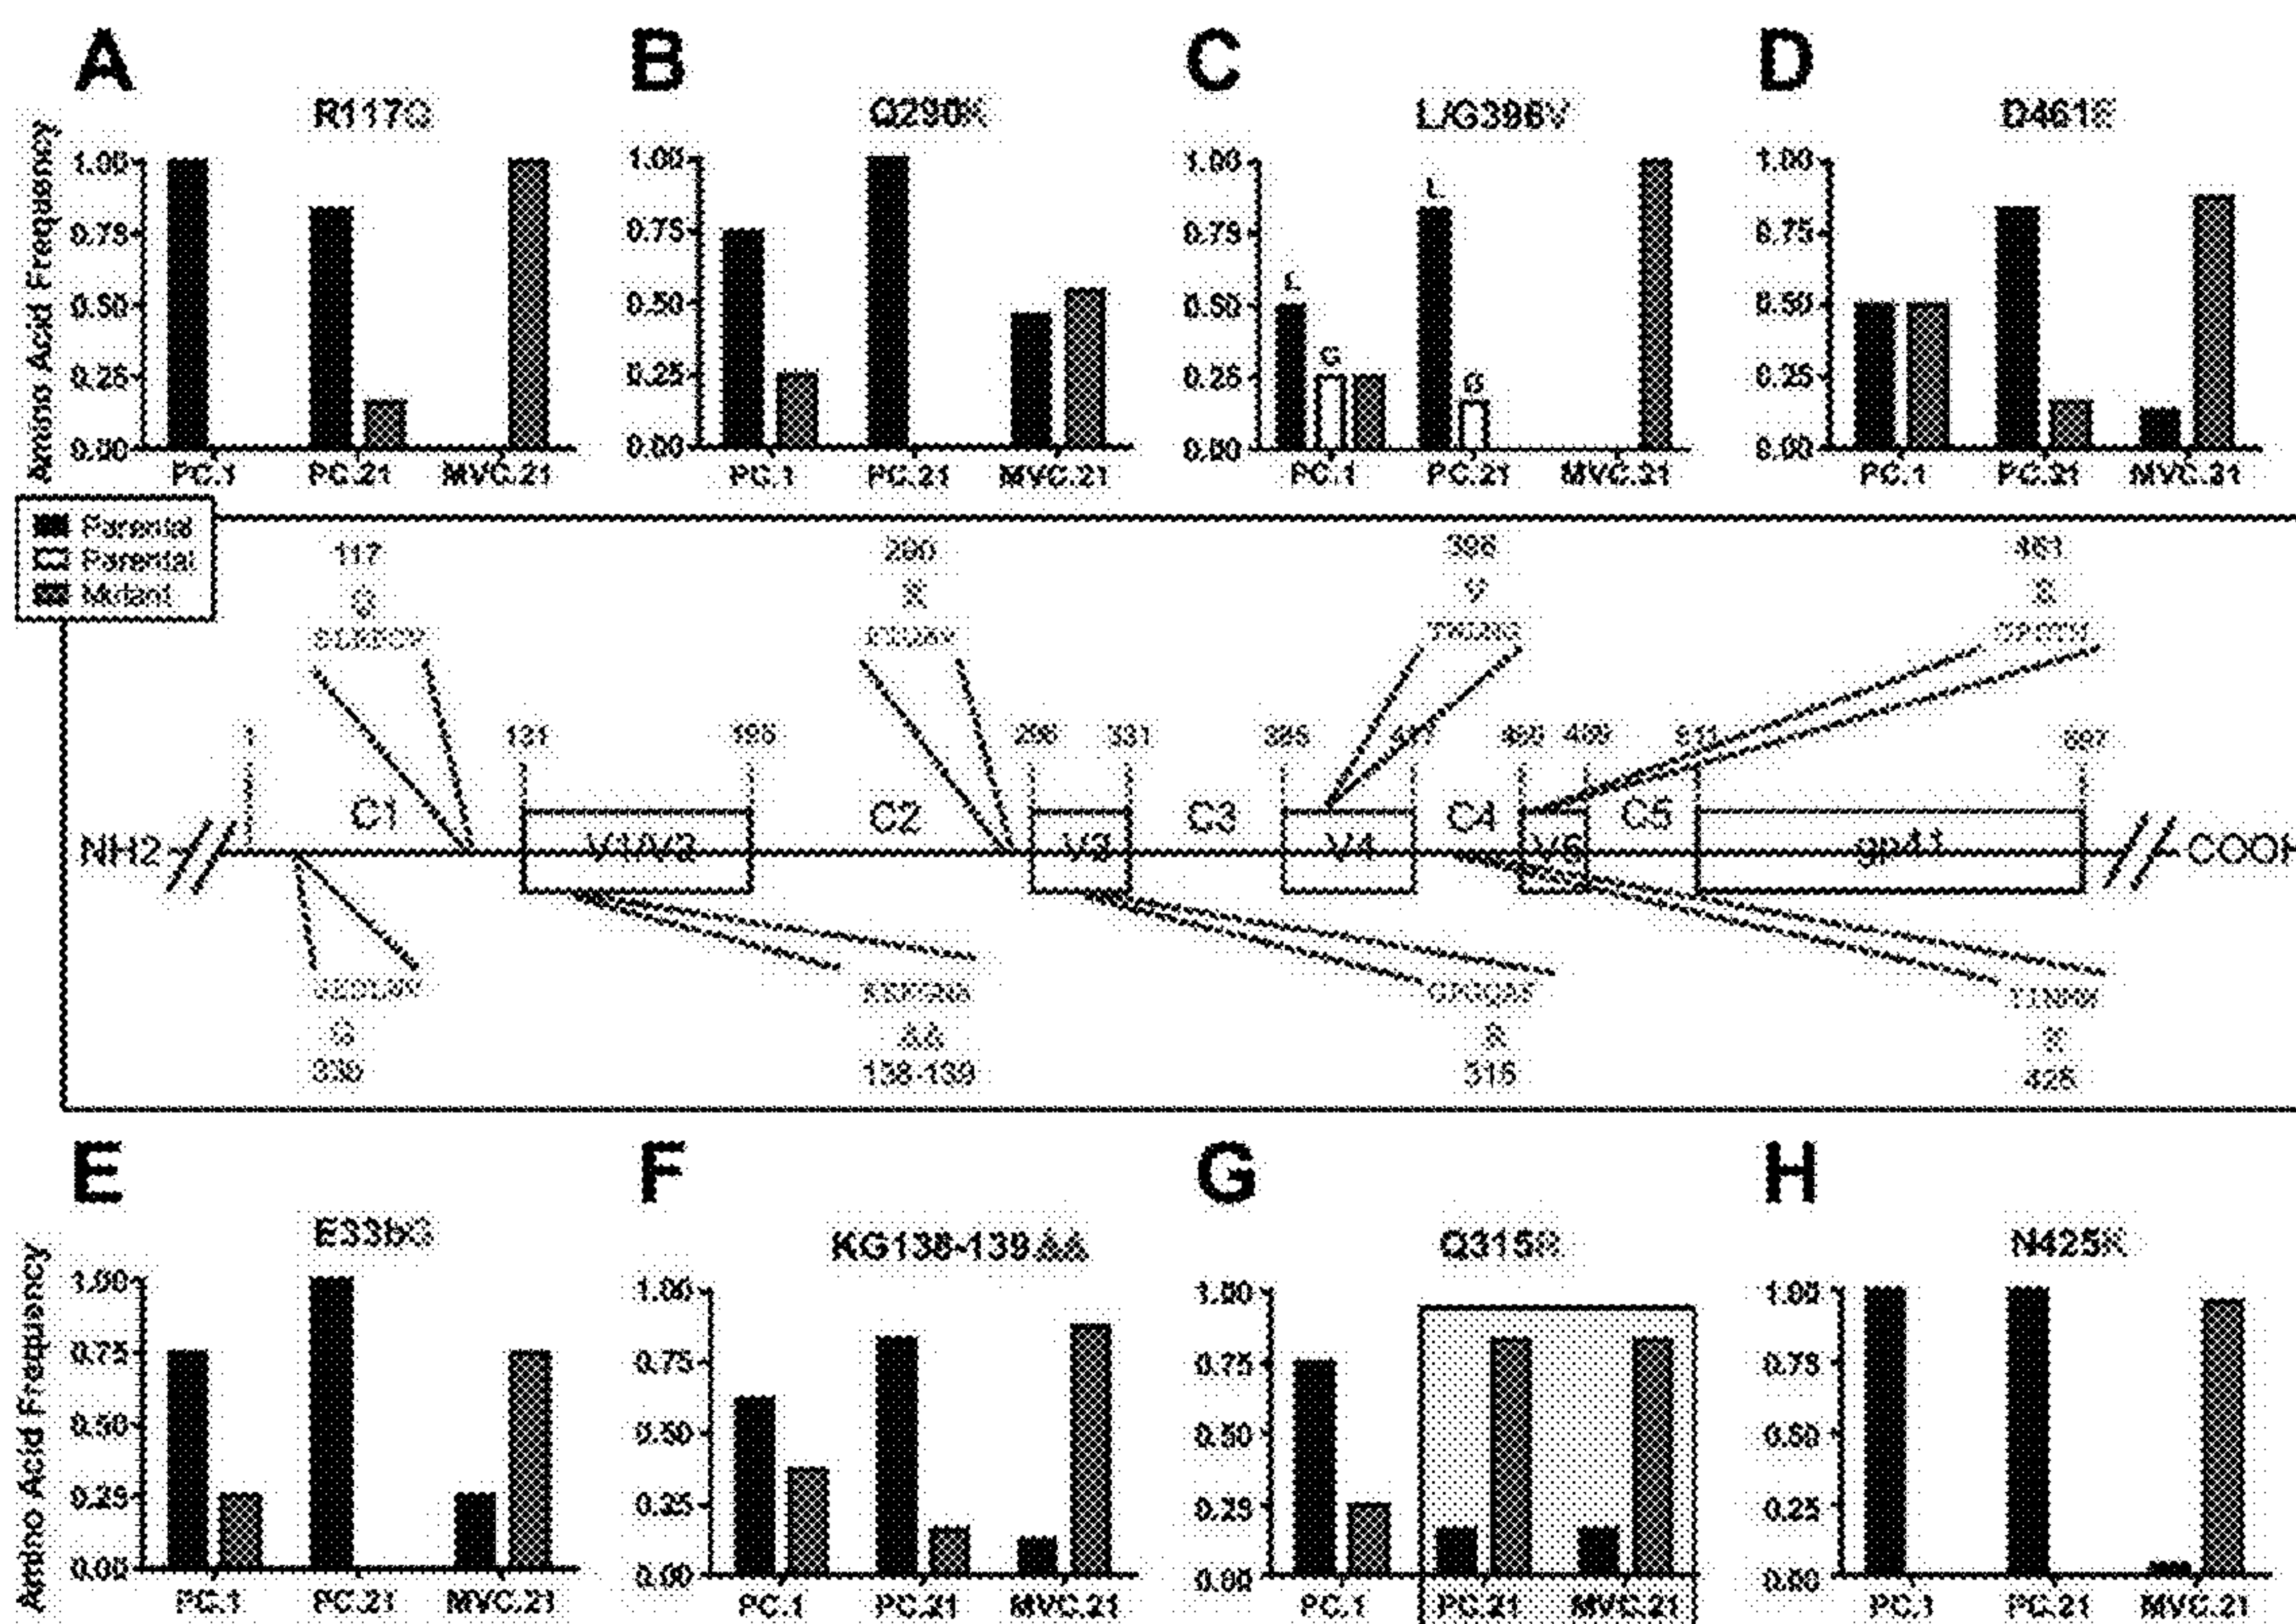 A B C D
R117Q Q290K L/G396V D461E
Amino Acid Frequency
1.00 1.00 1.00 1.00
0.75 0.75 0.75 0.75
0.50 0.50 0.50 0.50
0.25 0.25 0.25 0.25
0.00 0.00 0.00 0.00
L G L G
PC.1 PC.21 MVC.21 PC.1 PC.21 MVC.21 PC.1 PC.21 MVC.21 PC.1 PC.21 MVC.21
Parental
Parental
Mutant
117 290 396 461
Q K V E
1 131 196 296 331 385 460 511
C1 C2 C3 C4 C5
NH2 V1/V2 V3 V4 V5 gp41 COOH
G ΔΔ R K
33b 138-139 315 425
E F G H
E33bG KG138-139ΔΔ Q315R N425K
Amino Acid Frequency
1.00 1.00 1.00 1.00
0.75 0.75 0.75 0.75
0.50 0.50 0.50 0.50
0.25 0.25 0.25 0.25
0.00 0.00 0.00 0.00
PC.1 PC.21 MVC.21 PC.1 PC.21 MVC.21 PC.1 PC.21 MVC.21 PC.1 PC.21 MVC.21